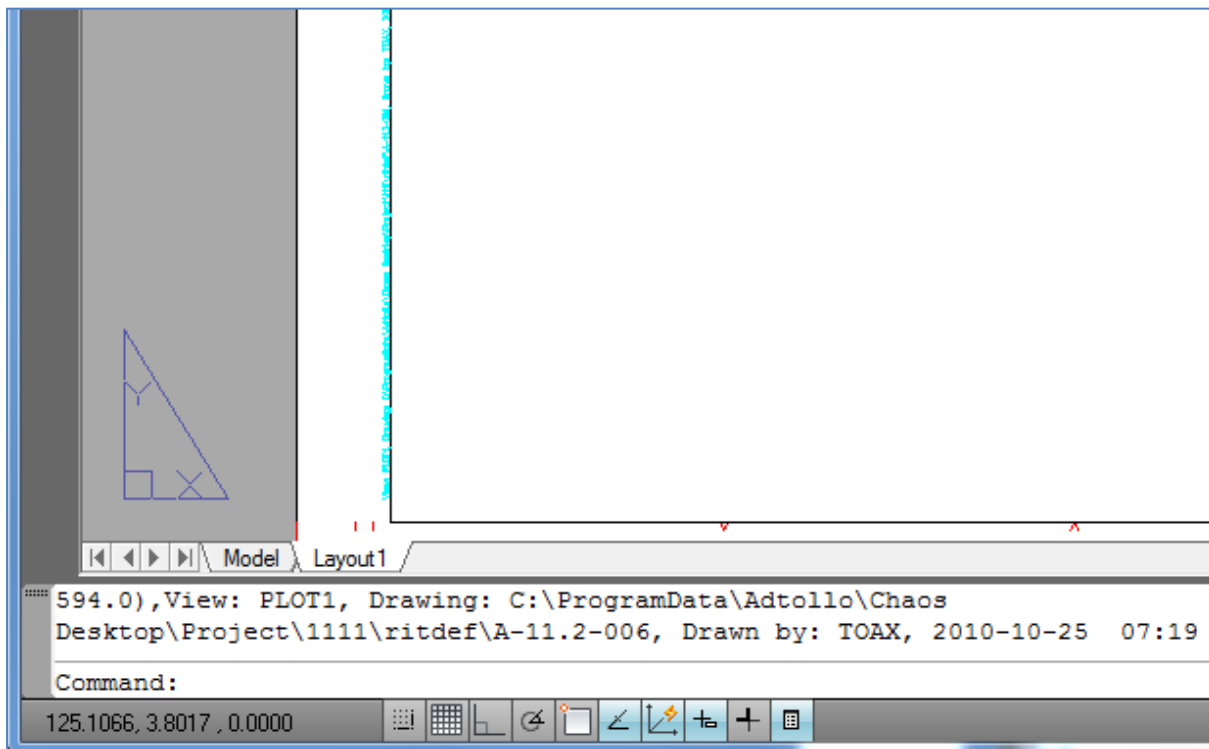 Y
X
Model Layout1
594.0),View: PLOT1, Drawing: C:\ProgramData\Adtollo\Chaos
Desktop\Project\1111\ritdef\A-11.2-006, Drawn by: TOAX, 2010-10-25  07:19
Command:
125.1066, 3.8017 , 0.0000